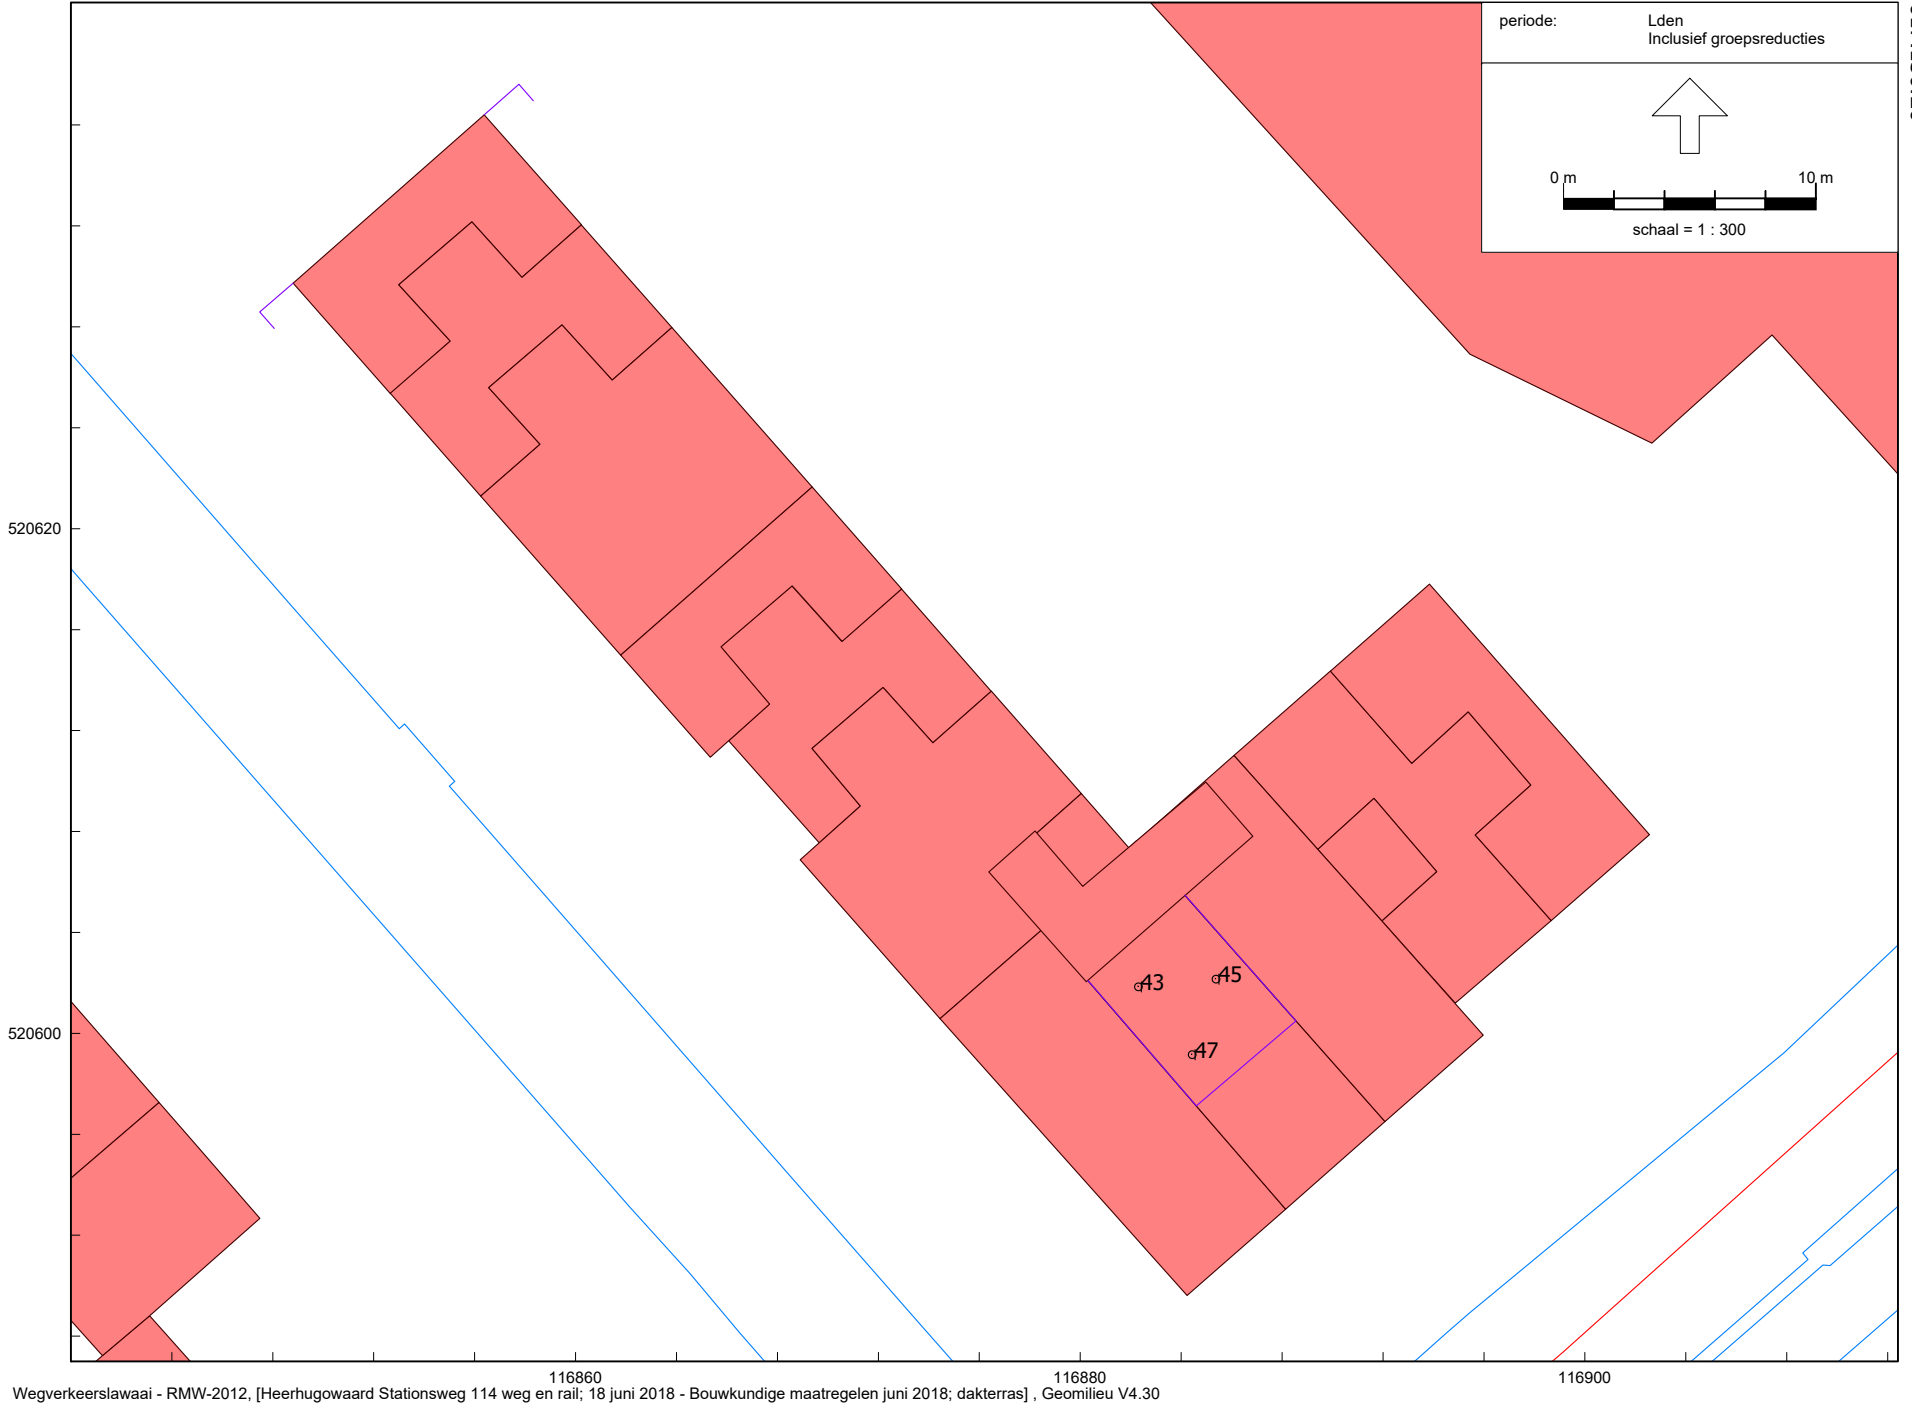 periode: Lden
Inclusief groepsreducties
0 m 10 m
schaal = 1 : 300
520620
43
45
47
520600
116860
116880
116900
Wegverkeerslawaai - RMW-2012, [Heerhugowaard Stationsweg 114 weg en rail; 18 juni 2018 - Bouwkundige maatregelen juni 2018; dakterras] , Geomilieu V4.30